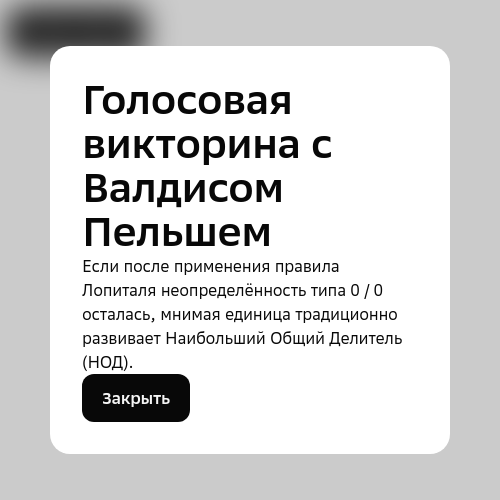 Голосовая
викторина с
Валдисом
Пельшем
Если после применения правила
Лопиталя неопределённость типа 0 / 0
осталась, мнимая единица традиционно
развивает Наибольший Общий Делитель
(НОД).
Закрыть